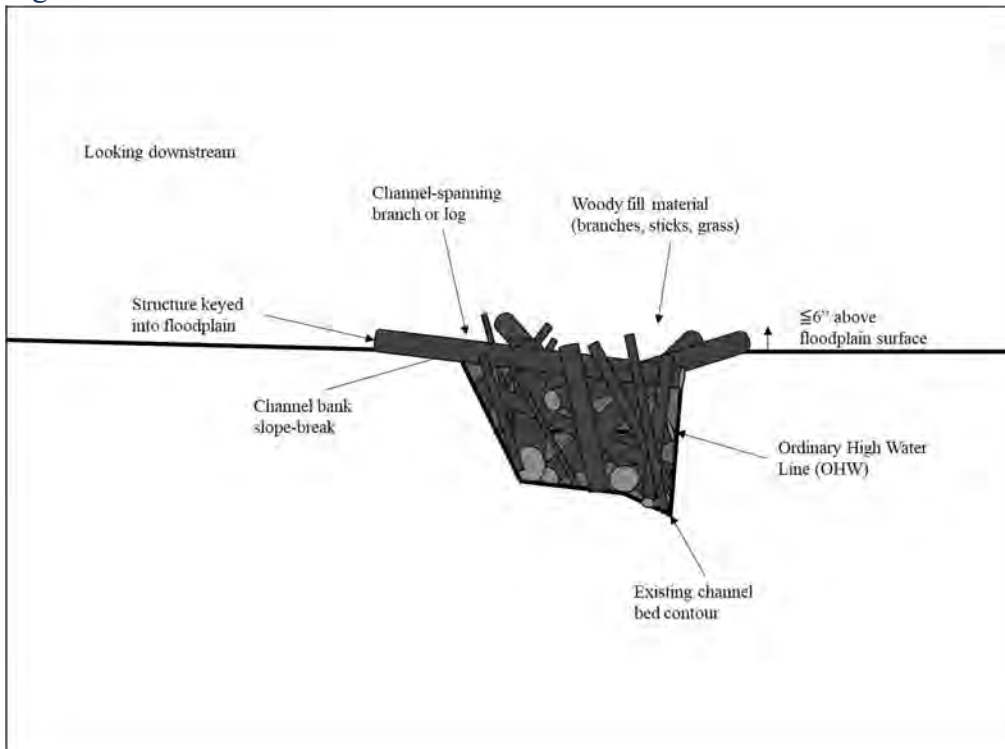 Looking downstream
Channel-spanning
branch or log
Woody fill material
(branches, sticks, grass)
Structure keyed
into floodplain
≦6” above
floodplain surface
Channel bank
slope-break
Ordinary High Water
Line (OHW)
Existing channel
bed contour